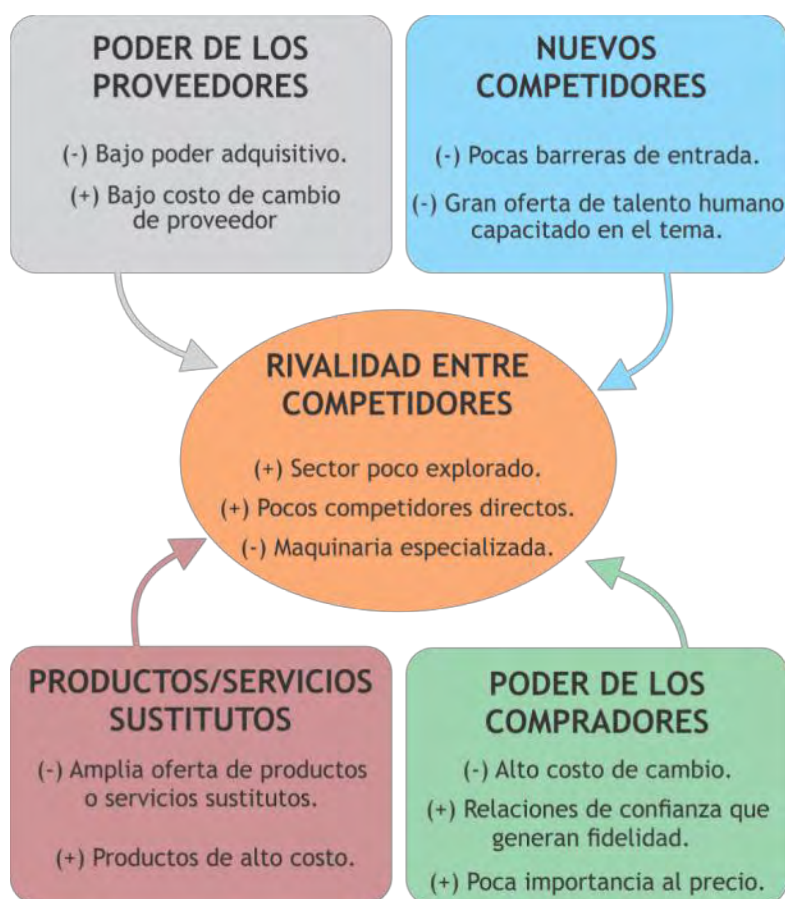 PODER DE LOS
PROVEEDORES
(-) Bajo poder adquisitivo.
(+) Bajo costo de cambio
de proveedor
NUEVOS
COMPETIDORES
(-) Pocas barreras de entrada.
(-) Gran oferta de talento humano
capacitado en el tema.
RIVALIDAD ENTRE
COMPETIDORES
(+) Sector poco explorado.
(+) Pocos competidores directos.
(-) Maquinaria especializada.
PRODUCTOS/SERVICIOS
SUSTITUTOS
(-) Amplia oferta de productos
o servicios sustitutos.
(+) Productos de alto costo.
PODER DE LOS
COMPRADORES
(-) Alto costo de cambio.
(+) Relaciones de confianza que
generan fidelidad.
(+) Poca importancia al precio.